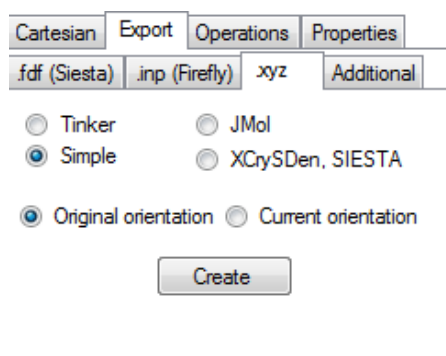 Cartesian Export Operations Properties
.fdf (Siesta) .inp (Firefly) .xyz Additional
Tinker JMol
Simple XCrySDen, SIESTA
Original orientation Current orientation
Create